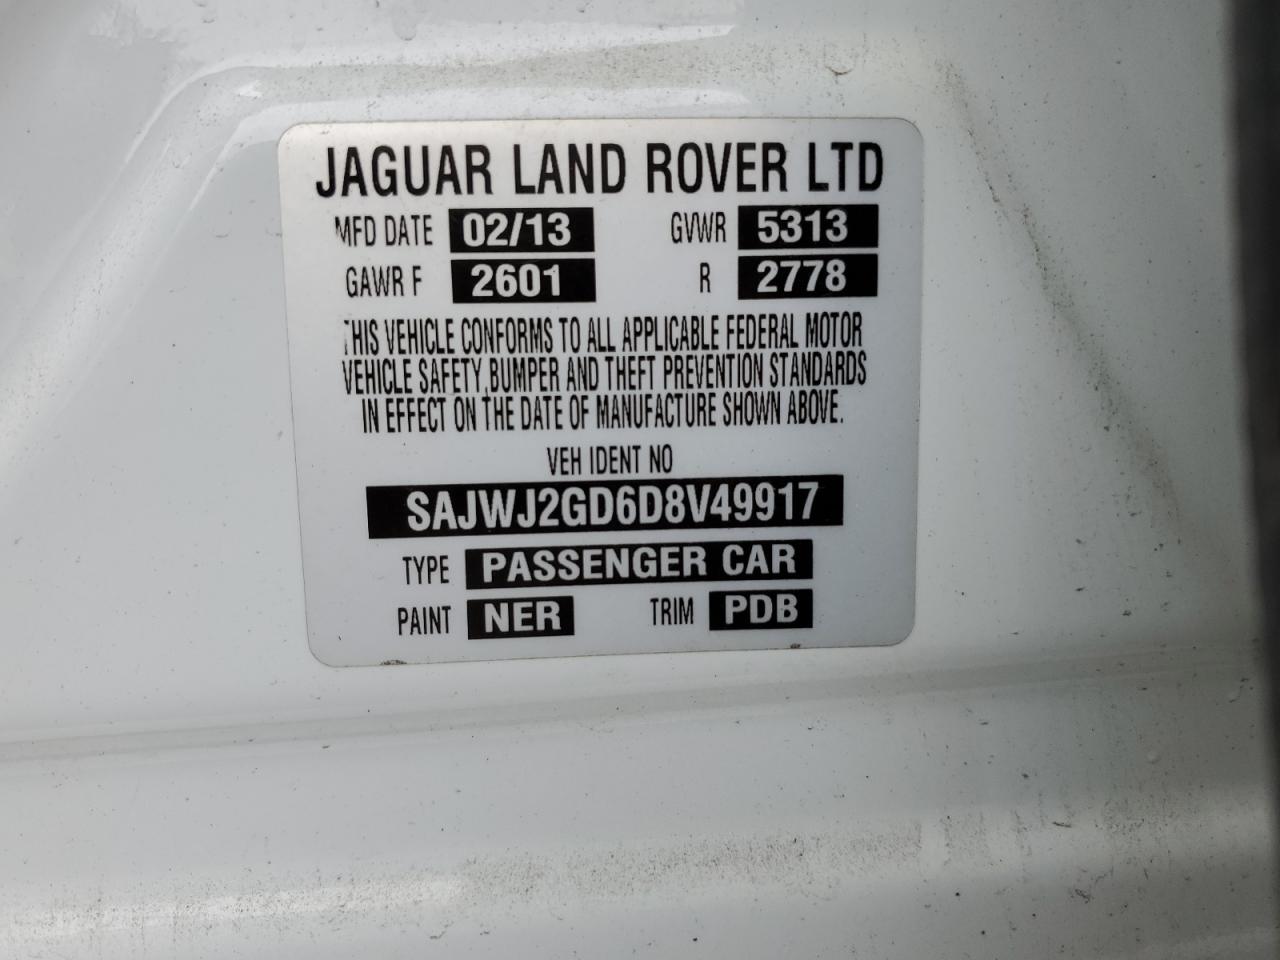 JAGUAR LAND ROVER LTD
MFD DATE 02/13 GVWR 5313
GAWR F 2601 R 2778
THIS VEHICLE CONFORMS TO ALL APPLICABLE FEDERAL MOTOR
VEHICLE SAFETY, BUMPER AND THEFT PREVENTION STANDARDS
IN EFFECT ON THE DATE OF MANUFACTURE SHOWN ABOVE.
VEH IDENT NO
SAJWJ2GD6D8V49917
TYPE PASSENGER CAR
PAINT NER TRIM PDB